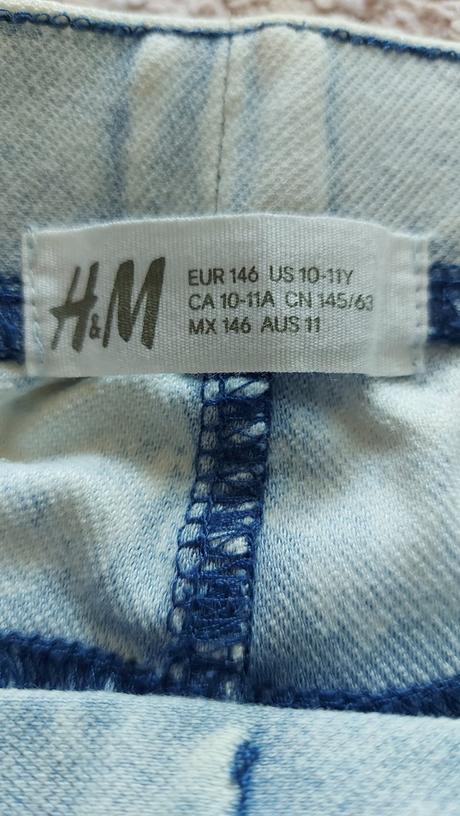 H&M
EUR 146 US 10-11Y
CA 10-11A CN 145/63
MX 146 AUS 11